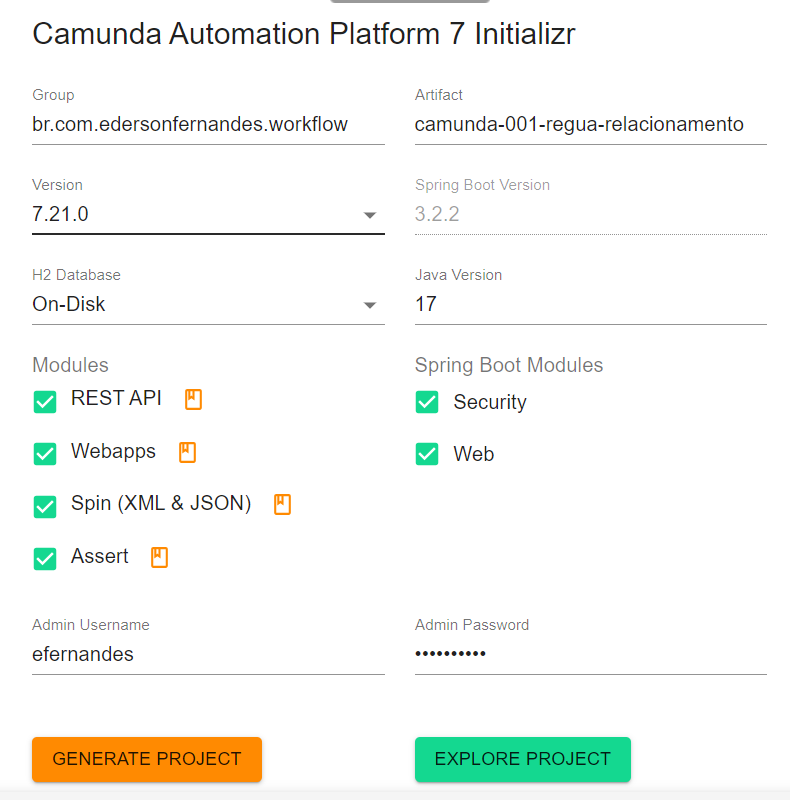 Camunda Automation Platform 7 Initializr
Group
br.com.edersonfernandes.workflow
Artifact
camunda-001-regua-relacionamento
Version
7.21.0
Spring Boot Version
3.2.2
H2 Database
On-Disk
Java Version
17
Modules
REST API
Webapps
Spin (XML & JSON)
Assert
Spring Boot Modules
Security
Web
Admin Username
efernandes
Admin Password
••••••••••
GENERATE PROJECT
EXPLORE PROJECT